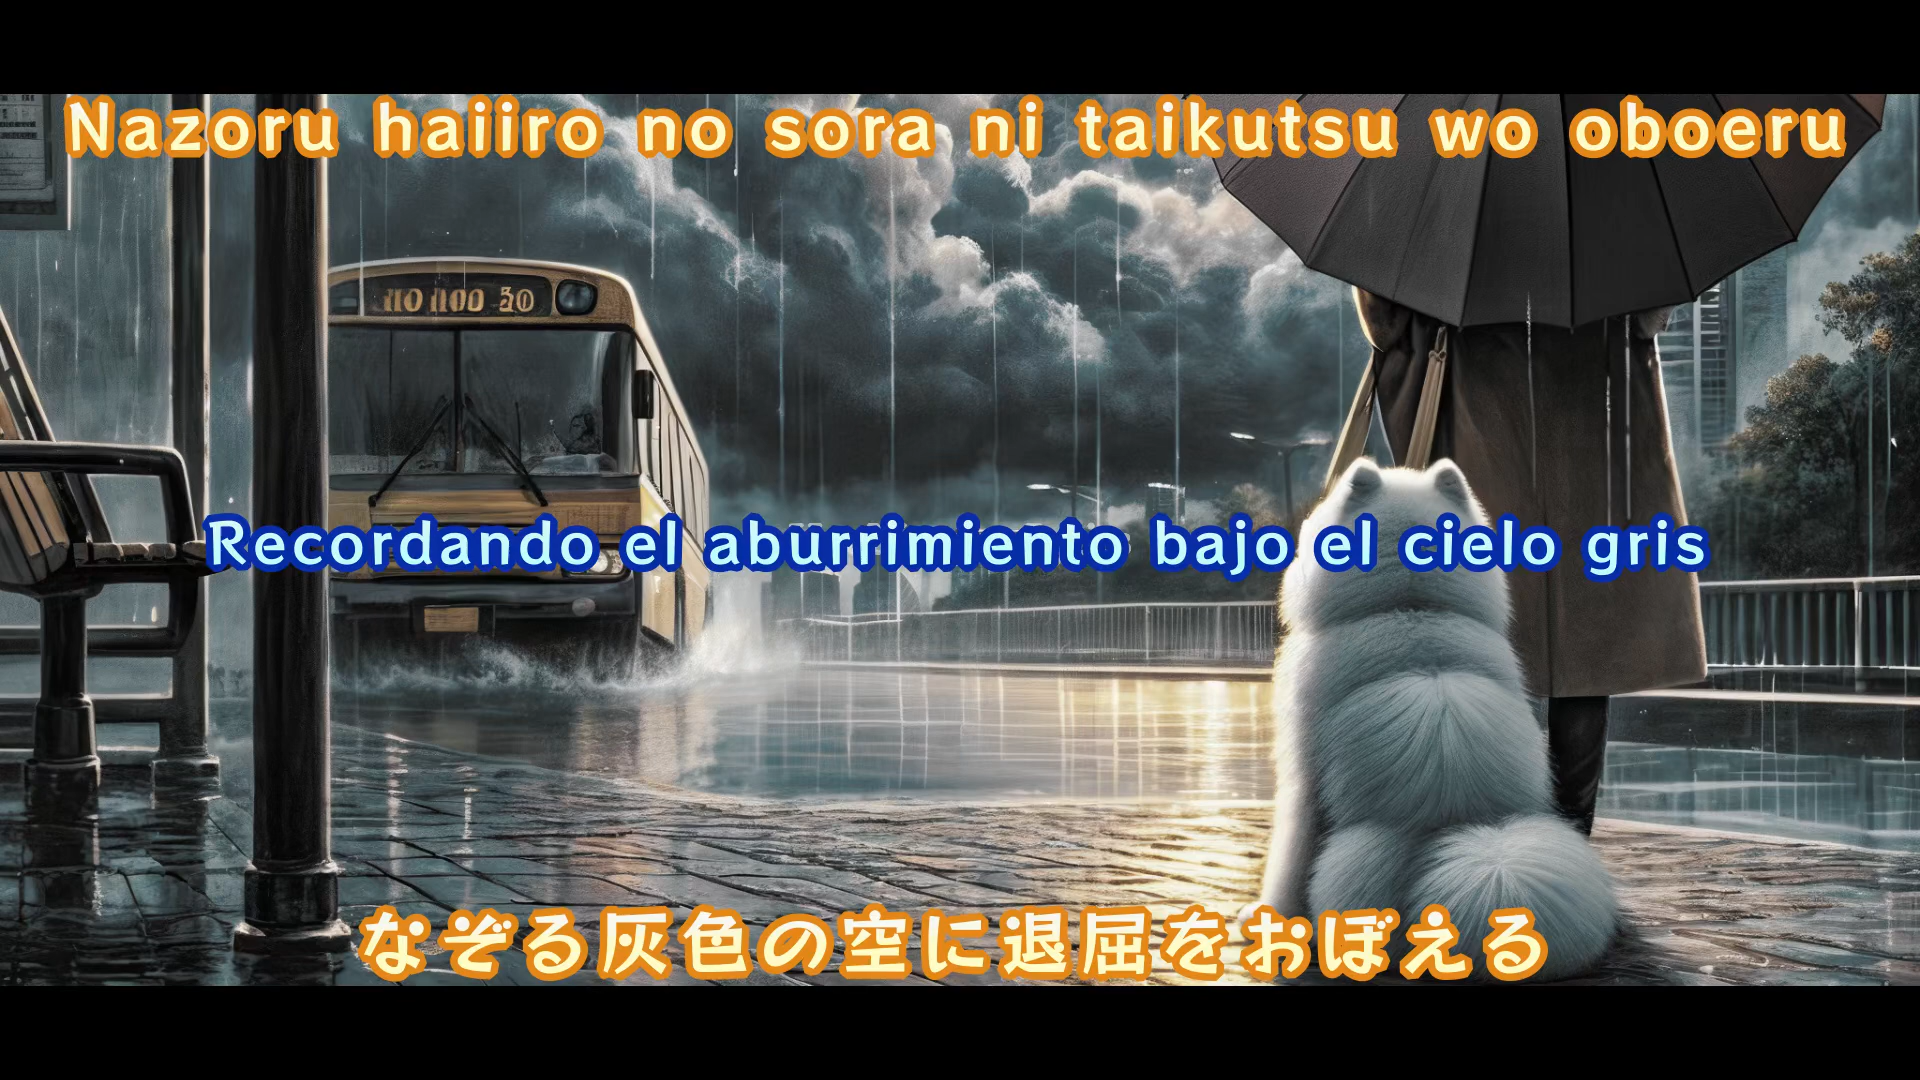 Nazoru haiiro no sora ni taikutsu wo oboeru
Recordando el aburrimiento bajo el cielo gris
なぞる灰色の空に退屈をおぼえる